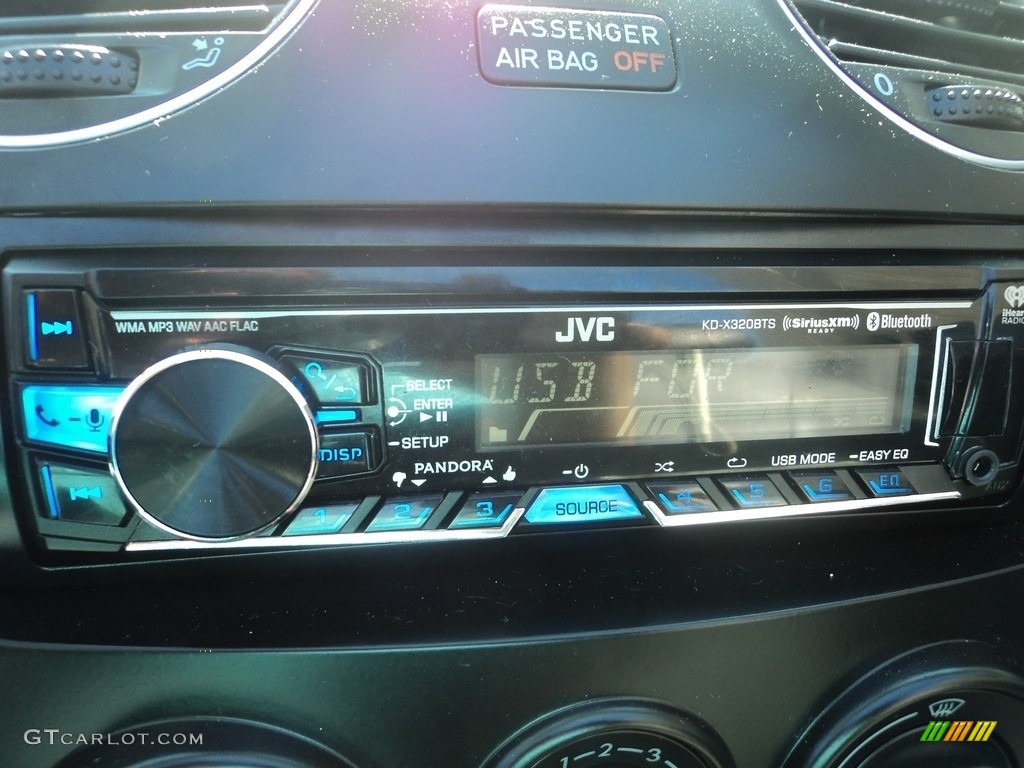 PASSENGER
AIR BAG OFF
0
WMA MP3 WAV AAC FLAC
JVC
KD-X320BTS
((SiriusXM))
READY
Bluetooth
iHeart
RADIO
SELECT
ENTER
SETUP
DISP
USB FOR
PANDORA
USB MODE
EASY EQ
1
2
3
SOURCE
4
5
6
EQ
AUX
GTCARLOT.COM
1 2 3